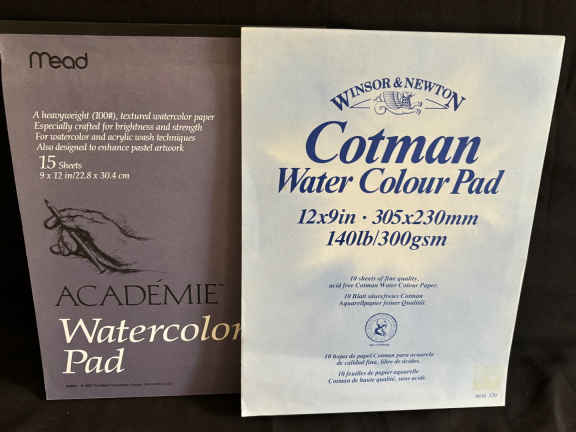 Mead
A heavyweight (100#), textured watercolor paper
Especially crafted for brightness and strength
For watercolor and acrylic wash techniques
Also designed to enhance pastel artwork
15 Sheets
9 x 12 in/22.8 x 30.4 cm
ACADÉMIE™
Watercolor
Pad
WINSOR & NEWTON
Cotman
Water Colour Pad
12x9in · 305x230mm
140lb/300gsm
10 sheets of fine quality,
acid free Cotman Water Colour Paper.
10 Blatt säurefreies Cotman
Aquarellpapier feiner Qualität.
10 hojas de papel Cotman para acuarela
de calidad fina, libre de ácidos.
10 feuilles de papier aquarelle
Cotman de haute qualité, sans acide.